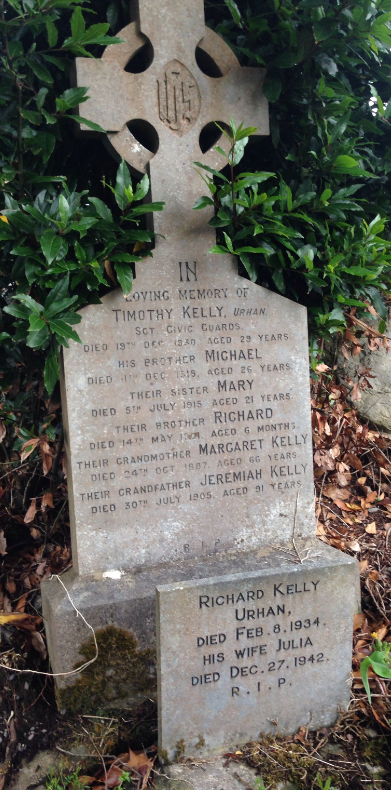 IHS
IN
LOVING MEMORY OF
TIMOTHY KELLY, URHAN.
SGT. CIVIC GUARDS.
DIED 19TH DEC. 1930. AGED 29 YEARS.
HIS BROTHER MICHAEL
DIED DEC. AGED 26 YEARS.
THEIR SISTER MARY
DIED 5TH JULY 1915. AGED 21 YEARS.
THEIR BROTHER RICHARD
DIED 14TH MAY AGED 6 MONTHS.
THEIR GRANDMOTHER MARGARET KELLY
DIED 24TH OCT. 1887. AGED 66 YEARS.
THEIR GRANDFATHER JEREMIAH KELLY
DIED 30TH JULY 1905. AGED 91 YEARS.
R.I.P.
RICHARD KELLY
URHAN,
DIED FEB. 8. 1934.
HIS WIFE JULIA
DIED DEC. 27. 1942.
R. I. P.